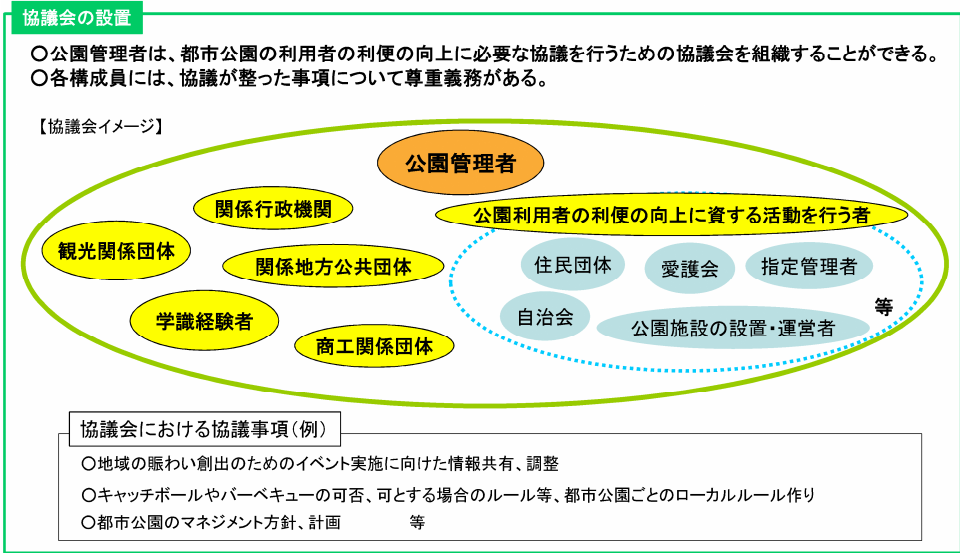 協議会の設置
○公園管理者は、都市公園の利用者の利便の向上に必要な協議を行うための協議会を組織することができる。
○各構成員には、協議が整った事項について尊重義務がある。
【協議会イメージ】
公園管理者
関係行政機関
公園利用者の利便の向上に資する活動を行う者
観光関係団体
関係地方公共団体
住民団体
愛護会
指定管理者
学識経験者
自治会
公園施設の設置・運営者
等
商工関係団体
協議会における協議事項(例)
○地域の賑わい創出のためのイベント実施に向けた情報共有、調整
○キャッチボールやバーベキューの可否、可とする場合のルール等、都市公園ごとのローカルルール作り
○都市公園のマネジメント方針、計画　　　　等